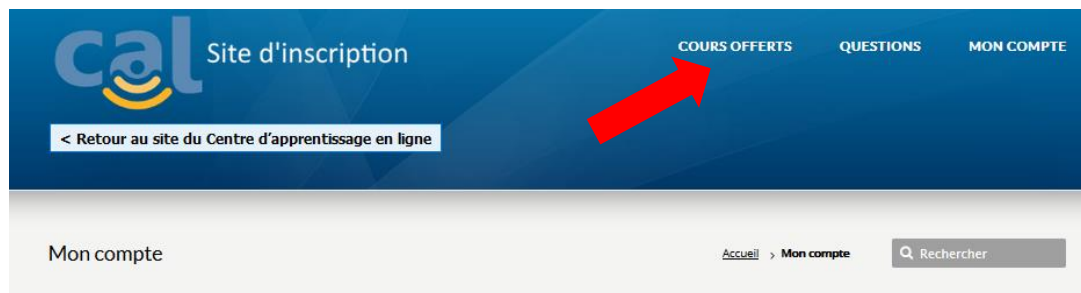 cal Site d'inscription
COURS OFFERTS QUESTIONS MON COMPTE
< Retour au site du Centre d'apprentissage en ligne
Mon compte
Accueil > Mon compte
Rechercher